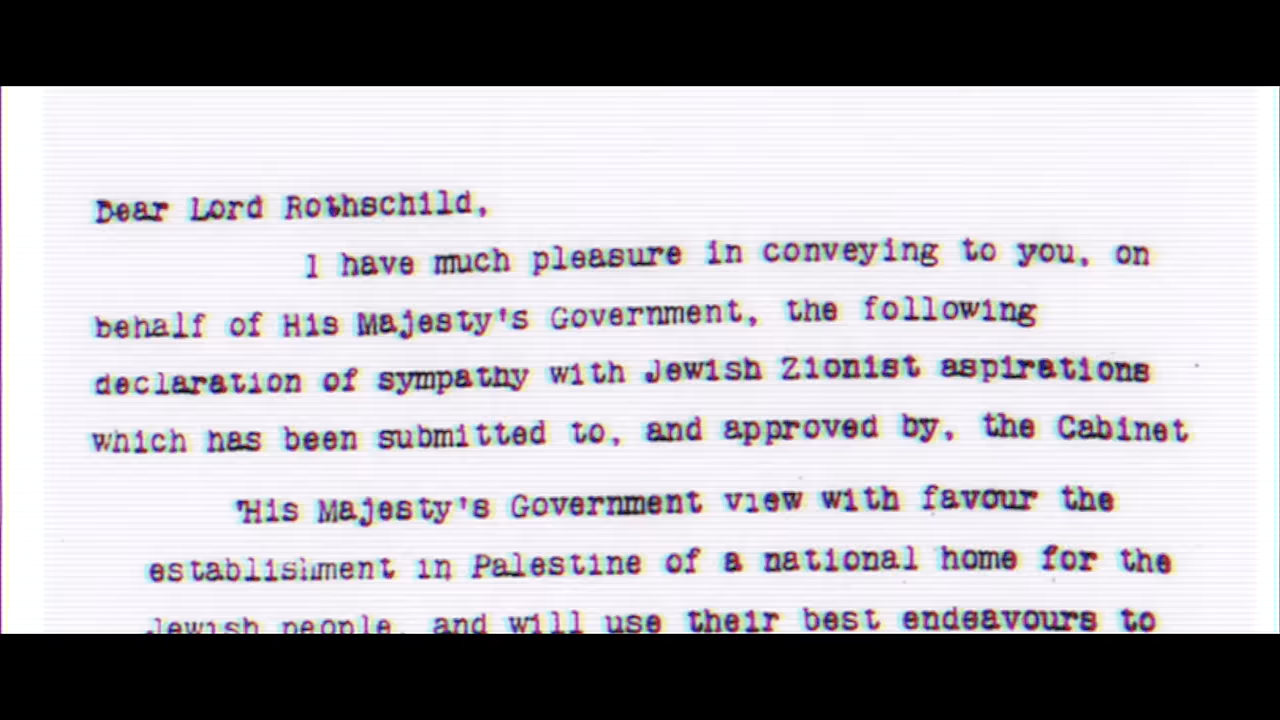 Dear Lord Rothschild,
I have much pleasure in conveying to you, on
behalf of His Majesty's Government, the following
declaration of sympathy with Jewish Zionist aspirations
which has been submitted to, and approved by, the Cabinet
"His Majesty's Government view with favour the
establishment in Palestine of a national home for the
Jewish people, and will use their best endeavours to